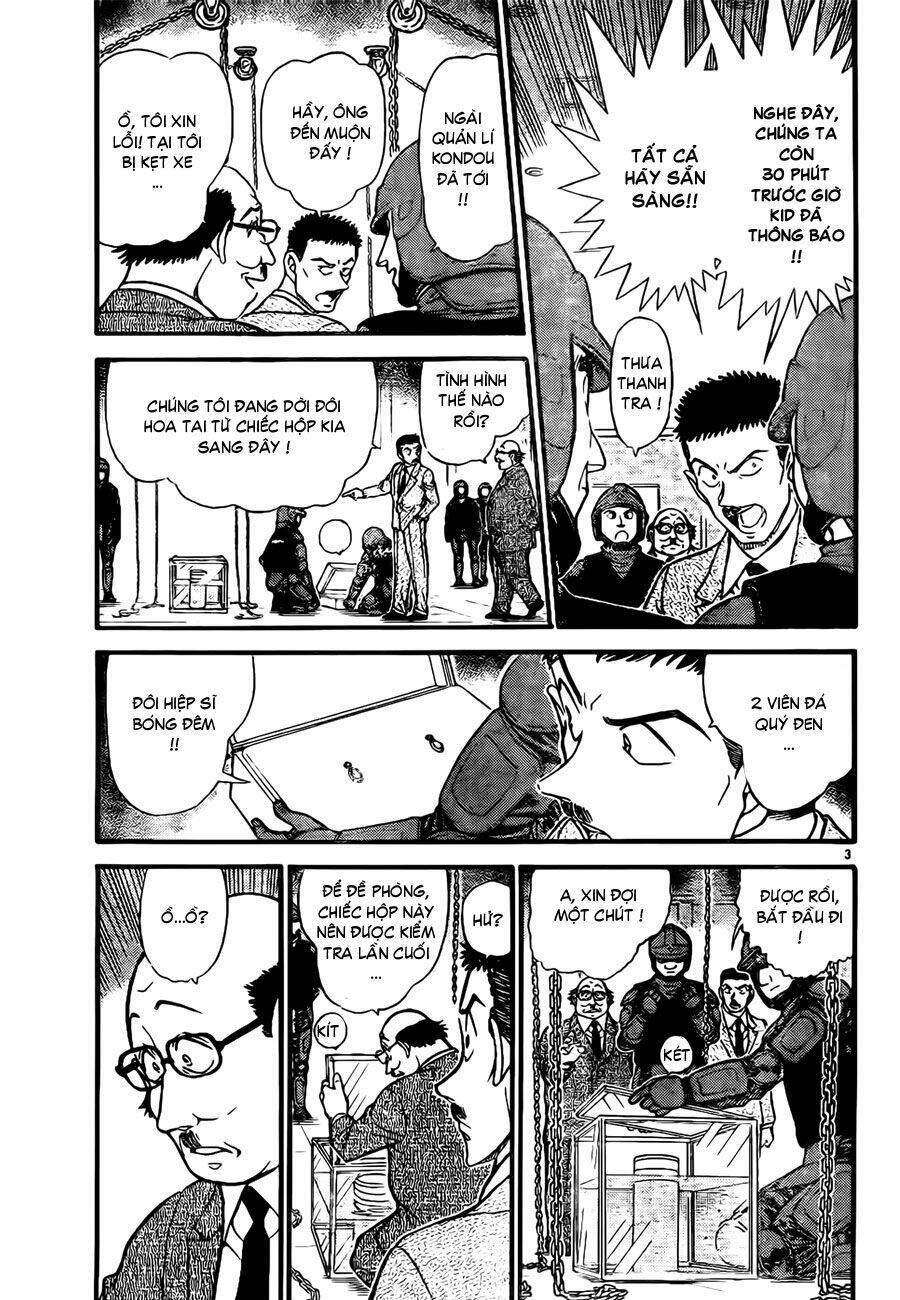 NGHE ĐÂY,
CHÚNG TA
CÒN
30 PHÚT
TRƯỚC GIỜ
KID ĐÃ
THÔNG BÁO
!!
TẤT CẢ
HÃY SẴN
SÀNG!!
THƯA
THANH
TRA !
NGÀI
QUẢN LÍ
KONDOU
ĐÃ TỚI
!!
HẦY, ÔNG
ĐẾN MUỘN
ĐẤY !
Ồ, TÔI XIN
LỖI! TẠI TÔI
BỊ KẸT XE
...
TÌNH HÌNH
THẾ NÀO
RỒI?
CHÚNG TÔI ĐANG DỜI ĐÔI
HOA TAI TỪ CHIẾC HỘP KIA
SANG ĐÂY !
2 VIÊN ĐÁ
QUÝ ĐEN
...
ĐÔI HIỆP SĨ
BÓNG ĐÊM
!!
3
ĐƯỢC RỒI,
BẮT ĐẦU ĐI
!
A, XIN ĐỢI
MỘT CHÚT !
KÉT
HỨ?
ĐỂ ĐỀ PHÒNG,
CHIẾC HỘP NÀY
NÊN ĐƯỢC KIỂM
TRA LẦN CUỐI
...
KÍT
Ồ...Ồ?